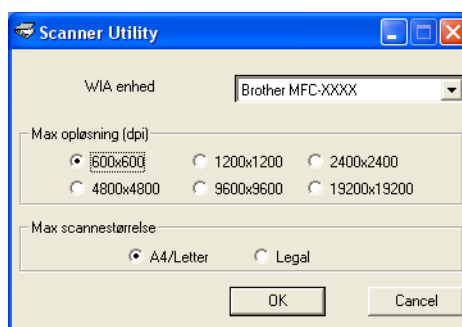 Scanner Utility
WIA enhed Brother MFC-XXXX
Max opløsning (dpi)
600x600 1200x1200 2400x2400
4800x4800 9600x9600 19200x19200
Max scannestørrelse
A4/Letter Legal
OK Cancel